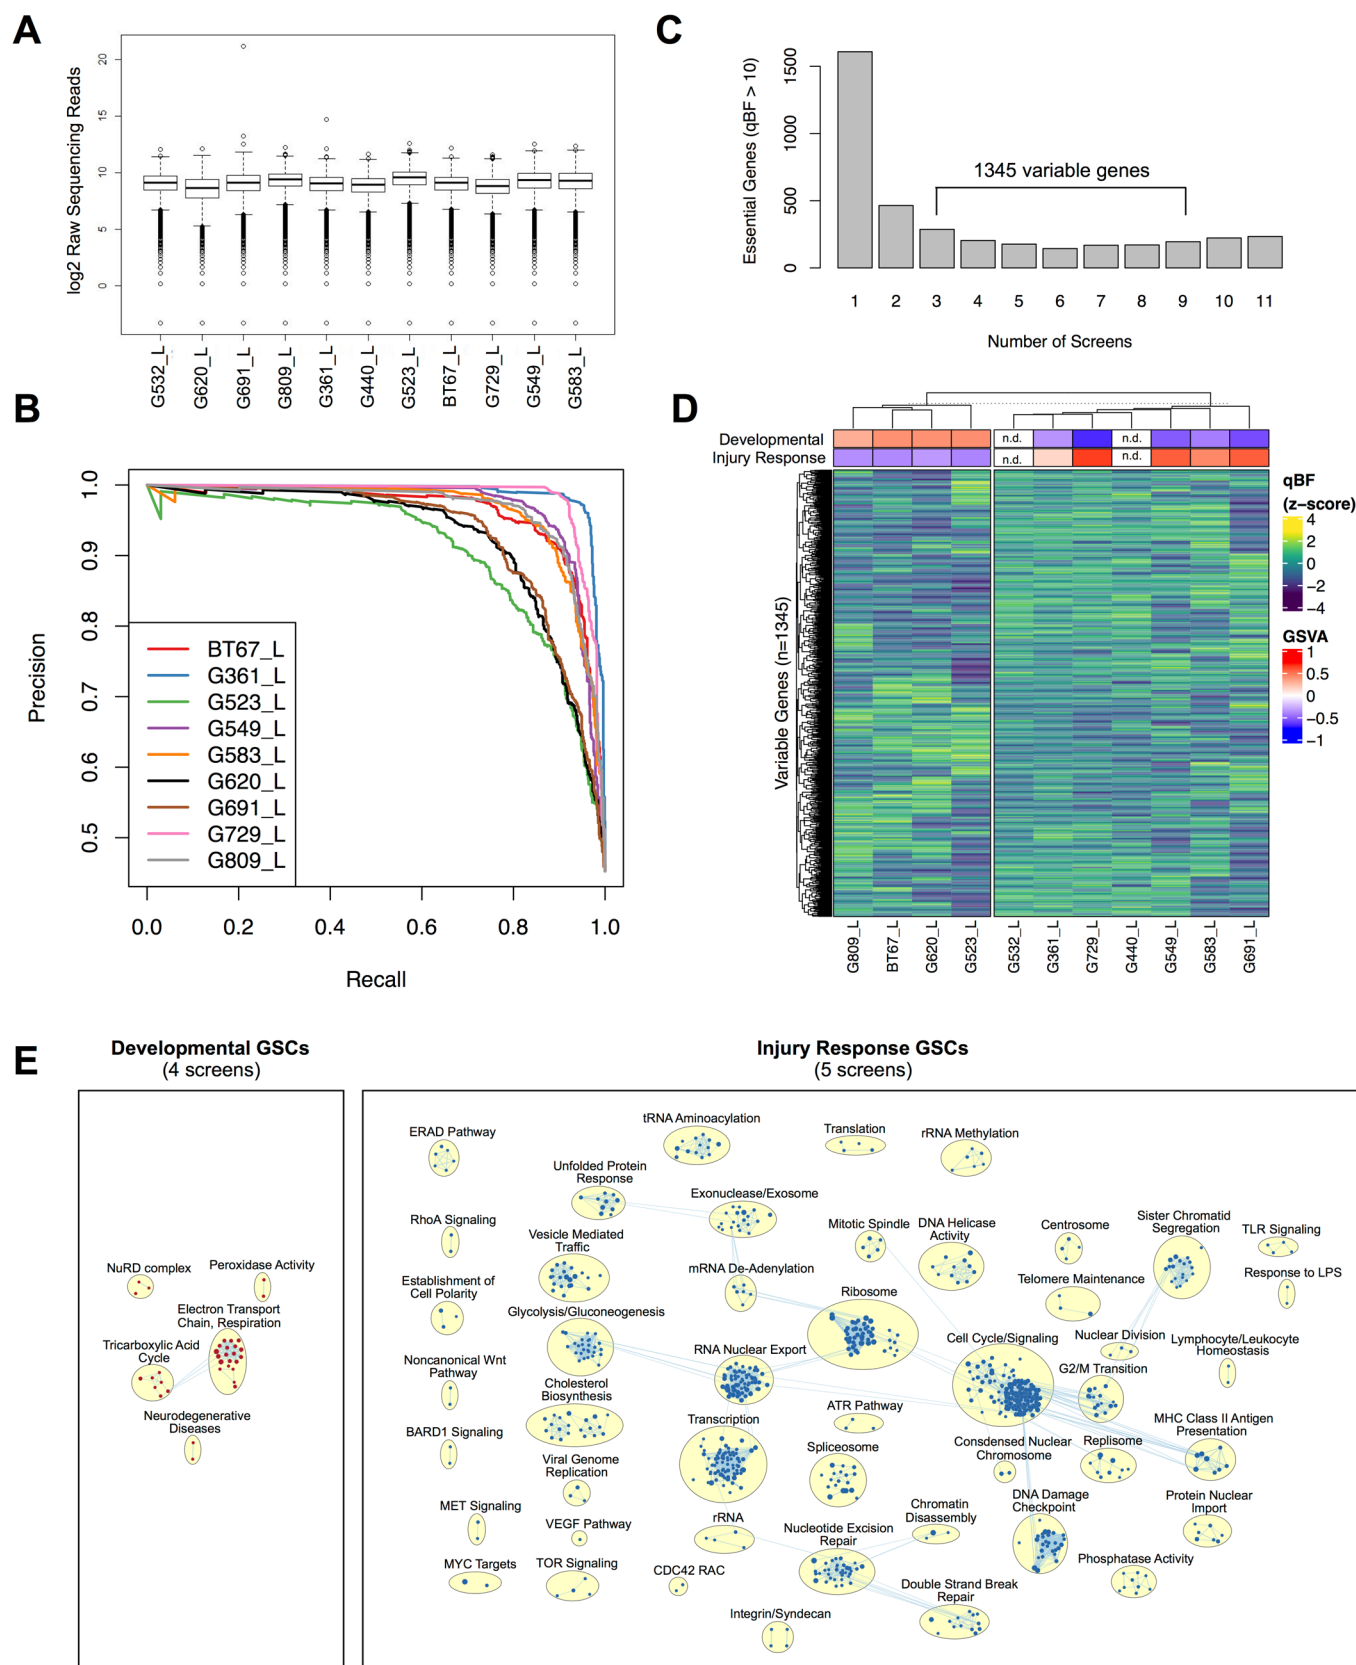 A
log2 Raw Sequencing Reads
20
15
10
5
0
G532_L
G620_L
G691_L
G809_L
G361_L
G440_L
G523_L
BT67_L
G729_L
G549_L
G583_L
C
Essential Genes (qBF > 10)
1500
1000
500
0
1345 variable genes
1 2 3 4 5 6 7 8 9 10 11
Number of Screens
B
Precision
1.0
0.9
0.8
0.7
0.6
0.5
BT67_L
G361_L
G523_L
G549_L
G583_L
G620_L
G691_L
G729_L
G809_L
0.0 0.2 0.4 0.6 0.8 1.0
Recall
D
Developmental
Injury Response
n.d. n.d.
n.d. n.d.
Variable Genes (n=1345)
qBF
(z-score)
4
2
0
−2
−4
GSVA
1
0.5
0
−0.5
−1
G809_L
BT67_L
G620_L
G523_L
G532_L
G361_L
G729_L
G440_L
G549_L
G583_L
G691_L
E
Developmental GSCs
(4 screens)
NuRD complex
Peroxidase Activity
Electron Transport
Chain, Respiration
Tricarboxylic Acid
Cycle
Neurodegenerative
Diseases
Injury Response GSCs
(5 screens)
ERAD Pathway
tRNA Aminoacylation
Translation
rRNA Methylation
Unfolded Protein
Response
Exonuclease/Exosome
RhoA Signaling
Vesicle Mediated
Traffic
Mitotic Spindle
DNA Helicase
Activity
Centrosome
Sister Chromatid
Segregation
TLR Signaling
Establishment of
Cell Polarity
mRNA De-Adenylation
Telomere Maintenance
Response to LPS
Glycolysis/Gluconeogenesis
Ribosome
Cell Cycle/Signaling
Nuclear Division
Lymphocyte/Leukocyte
Homeostasis
Noncanonical Wnt
Pathway
RNA Nuclear Export
G2/M Transition
Cholesterol
Biosynthesis
ATR Pathway
BARD1 Signaling
Transcription
Spliceosome
Consdensed Nuclear
Chromosome
Replisome
MHC Class II Antigen
Presentation
Viral Genome
Replication
MET Signaling
VEGF Pathway
rRNA
Nucleotide Excision
Repair
Chromatin
Disassembly
DNA Damage
Checkpoint
Protein Nuclear
Import
MYC Targets
TOR Signaling
CDC42 RAC
Double Strand Break
Repair
Phosphatase Activity
Integrin/Syndecan